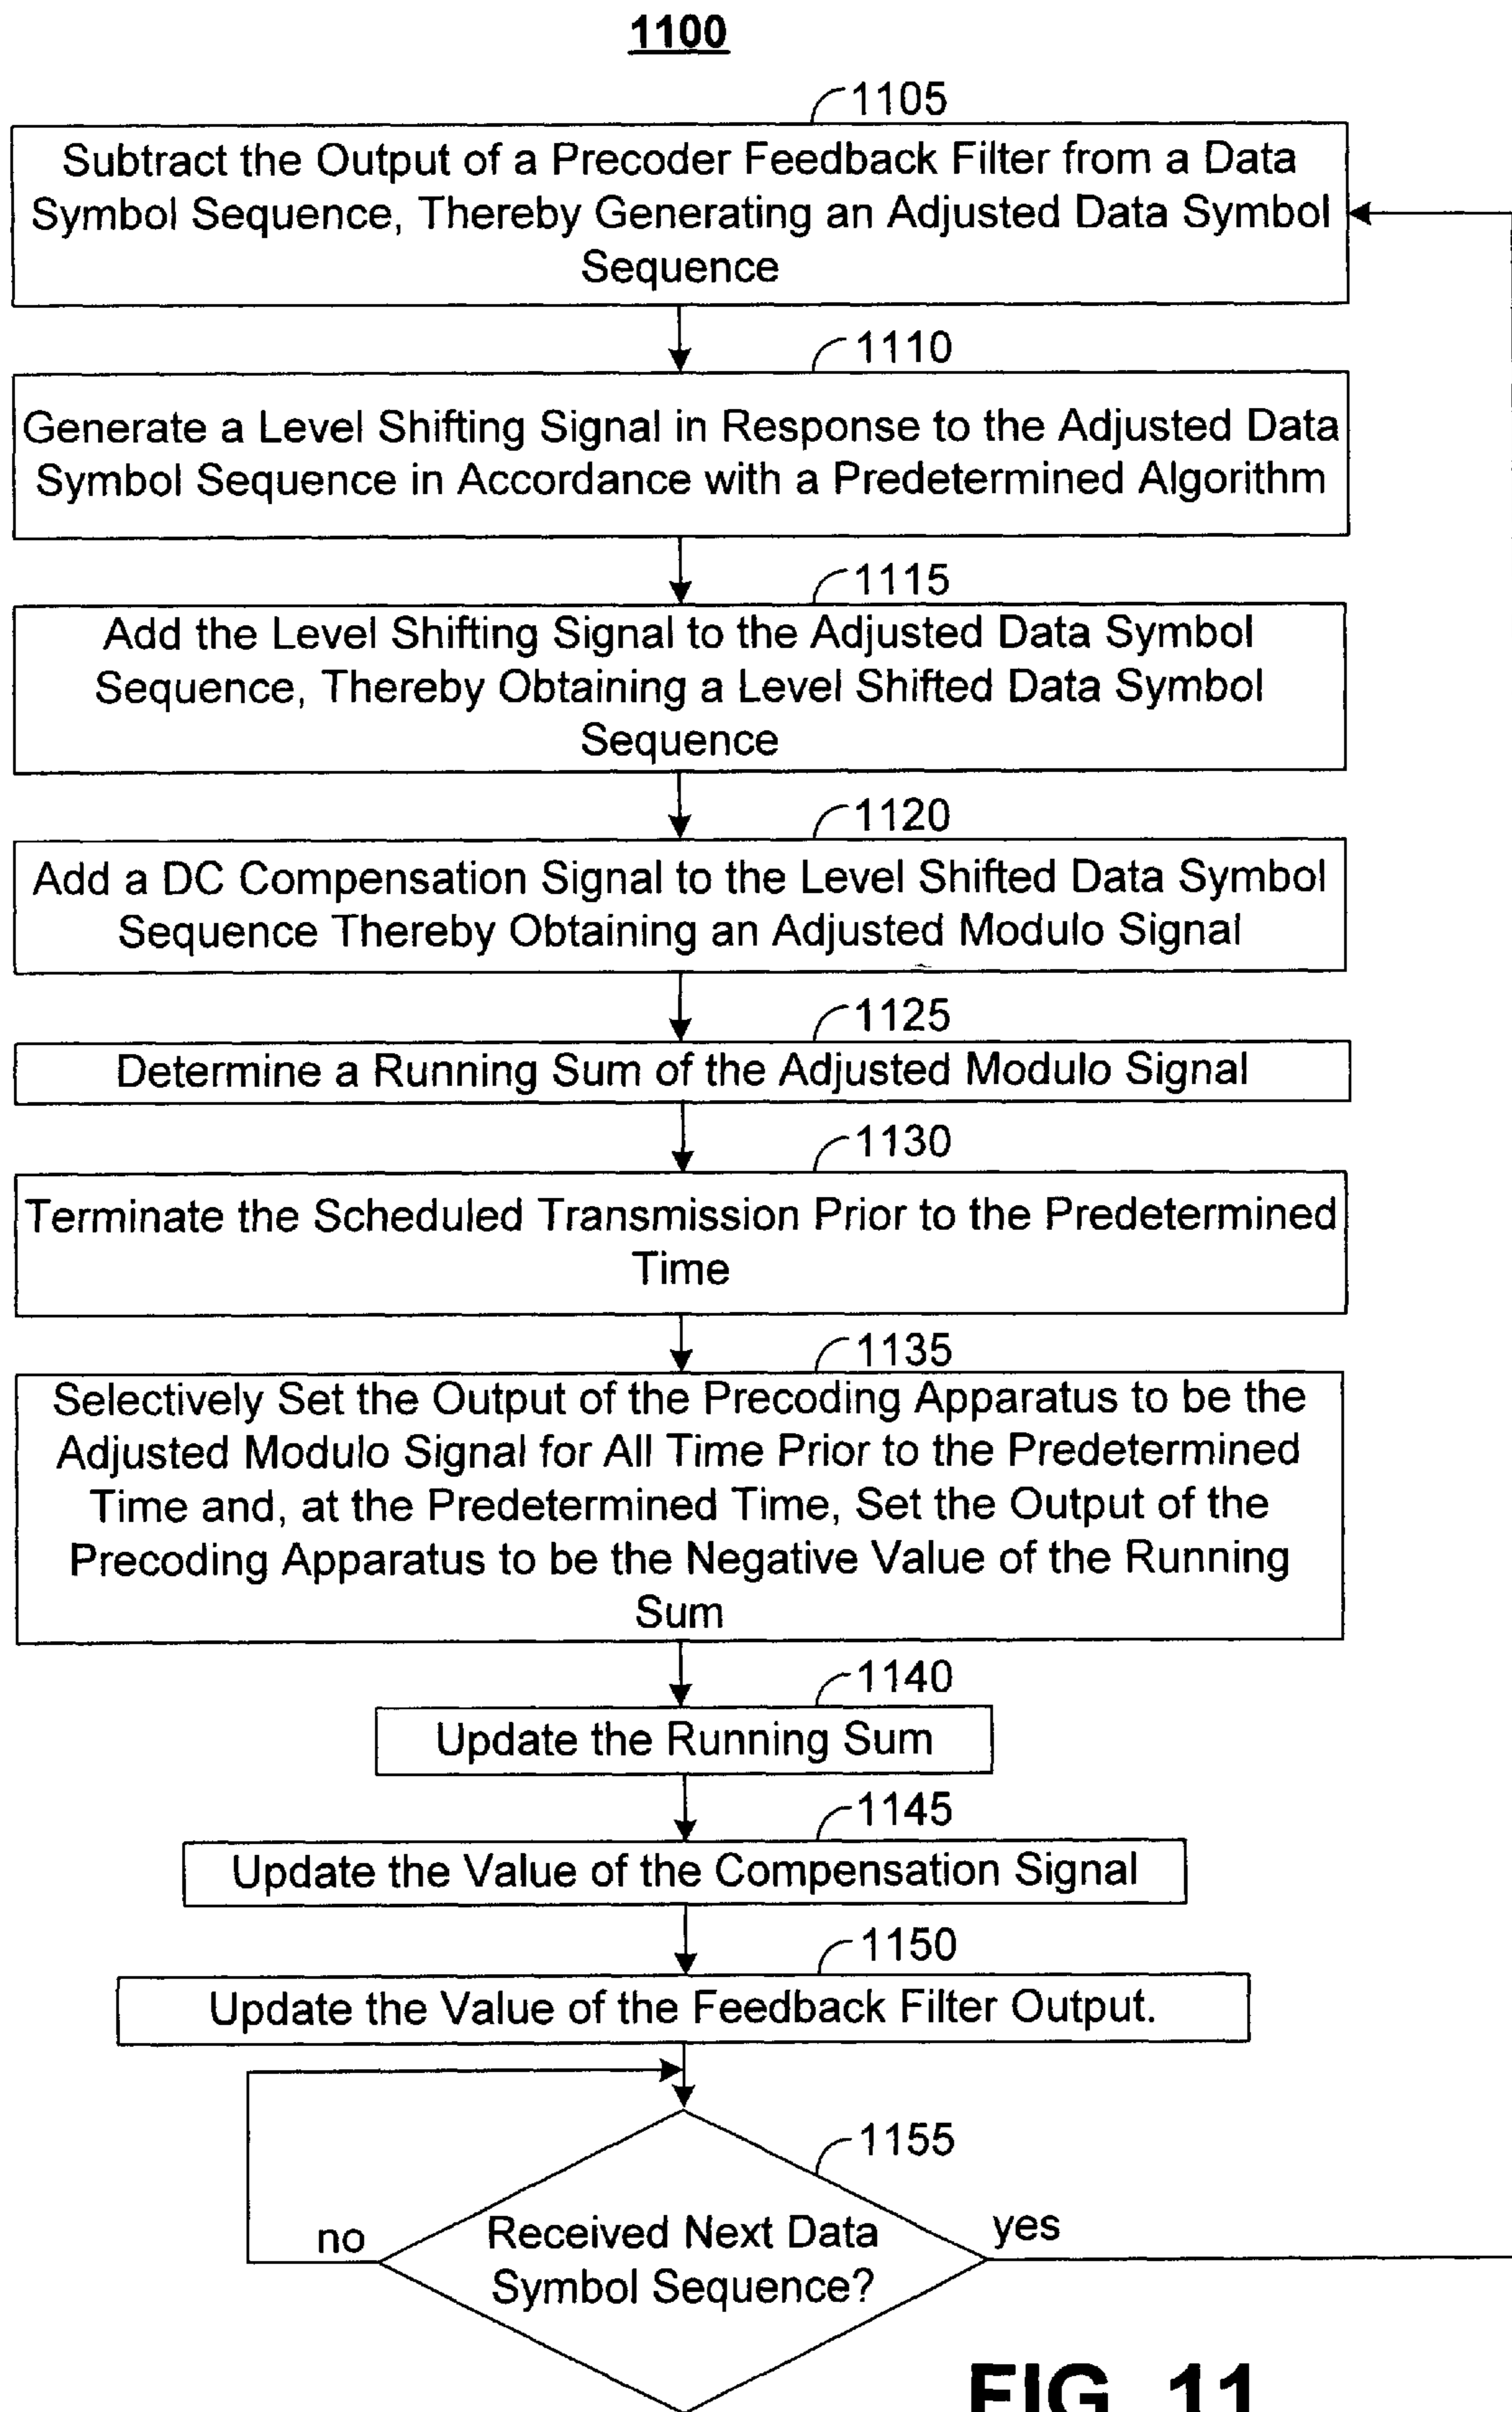 1100
1105
Subtract the Output of a Precoder Feedback Filter from a Data
Symbol Sequence, Thereby Generating an Adjusted Data Symbol
Sequence
1110
Generate a Level Shifting Signal in Response to the Adjusted Data
Symbol Sequence in Accordance with a Predetermined Algorithm
1115
Add the Level Shifting Signal to the Adjusted Data Symbol
Sequence, Thereby Obtaining a Level Shifted Data Symbol
Sequence
1120
Add a DC Compensation Signal to the Level Shifted Data Symbol
Sequence Thereby Obtaining an Adjusted Modulo Signal
1125
Determine a Running Sum of the Adjusted Modulo Signal
1130
Terminate the Scheduled Transmission Prior to the Predetermined
Time
1135
Selectively Set the Output of the Precoding Apparatus to be the
Adjusted Modulo Signal for All Time Prior to the Predetermined
Time and, at the Predetermined Time, Set the Output of the
Precoding Apparatus to be the Negative Value of the Running
Sum
1140
Update the Running Sum
1145
Update the Value of the Compensation Signal
1150
Update the Value of the Feedback Filter Output.
1155
no
Received Next Data
Symbol Sequence?
yes
FIG. 11